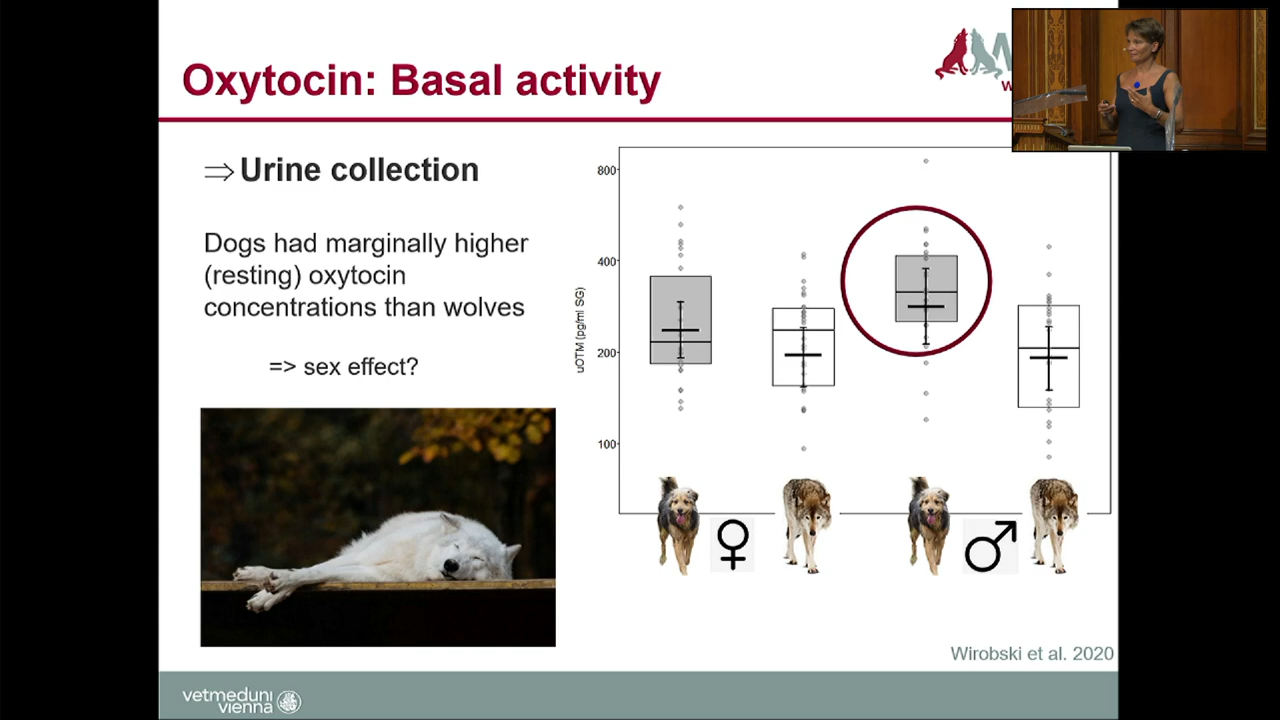 Oxytocin: Basal activity
W
⇒ Urine collection
Dogs had marginally higher
(resting) oxytocin
concentrations than wolves
=> sex effect?
uOTM (pg/ml SG)
800
400
200
100
♀
♂
Wirobski et al. 2020
vetmeduni
vienna